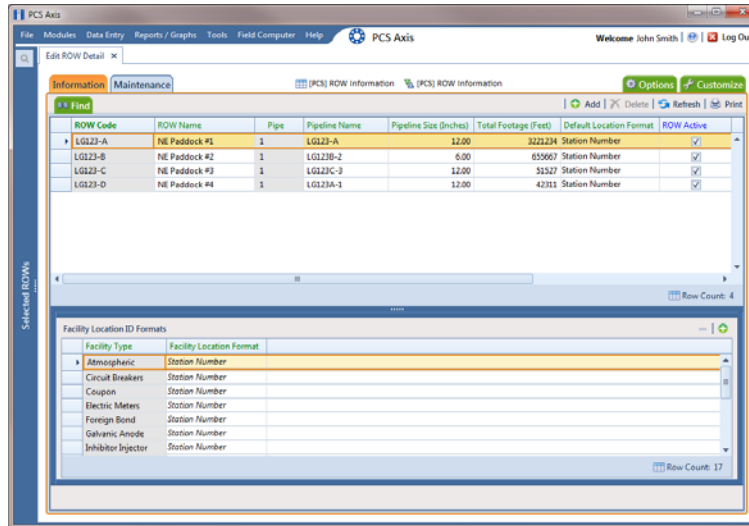 PCS Axis
File Modules Data Entry Reports / Graphs Tools Field Computer Help PCS Axis Welcome John Smith | Log Ou
Edit ROW Detail ×
Information Maintenance [PCS] ROW Information [PCS] ROW Information Options Customize
Find Add | Delete | Refresh | Print
ROW Code ROW Name Pipe Pipeline Name Pipeline Size (Inches) Total Footage (Feet) Default Location Format ROW Active
LG123-A NE Paddock #1 1 LG123-A 12.00 3221234 Station Number
LG123-B NE Paddock #2 1 LG123B-2 6.00 655667 Station Number
LG123-C NE Paddock #3 1 LG123C-3 12.00 51527 Station Number
LG123-D NE Paddock #4 1 LG123A-1 12.00 42311 Station Number
Row Count: 4
Selected ROWs
Facility Location ID Formats
Facility Type Facility Location Format
Atmospheric Station Number
Circuit Breakers Station Number
Coupon Station Number
Electric Meters Station Number
Foreign Bond Station Number
Galvanic Anode Station Number
Inhibitor Injector Station Number
Row Count: 17